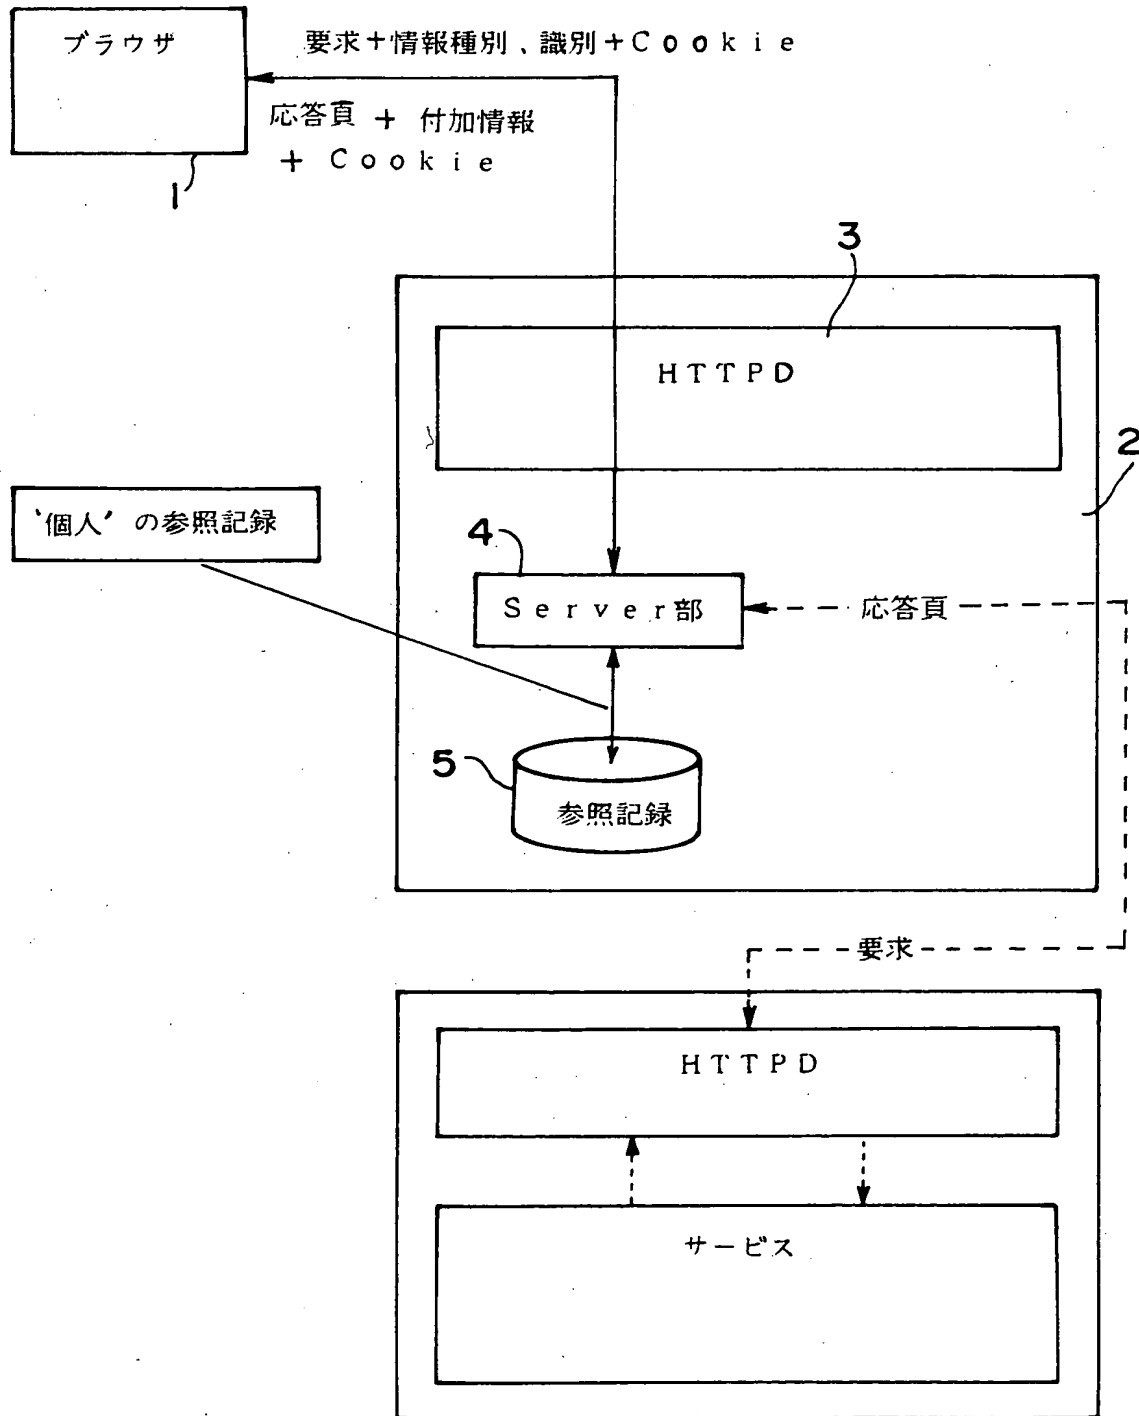 ブラウザ
要求+情報種別、識別+Cookie
応答頁 + 付加情報
+ Cookie
1
3
HTTPD
2
'個人'の参照記録
4
Server部
応答頁
5
参照記録
要求
HTTPD
サービス